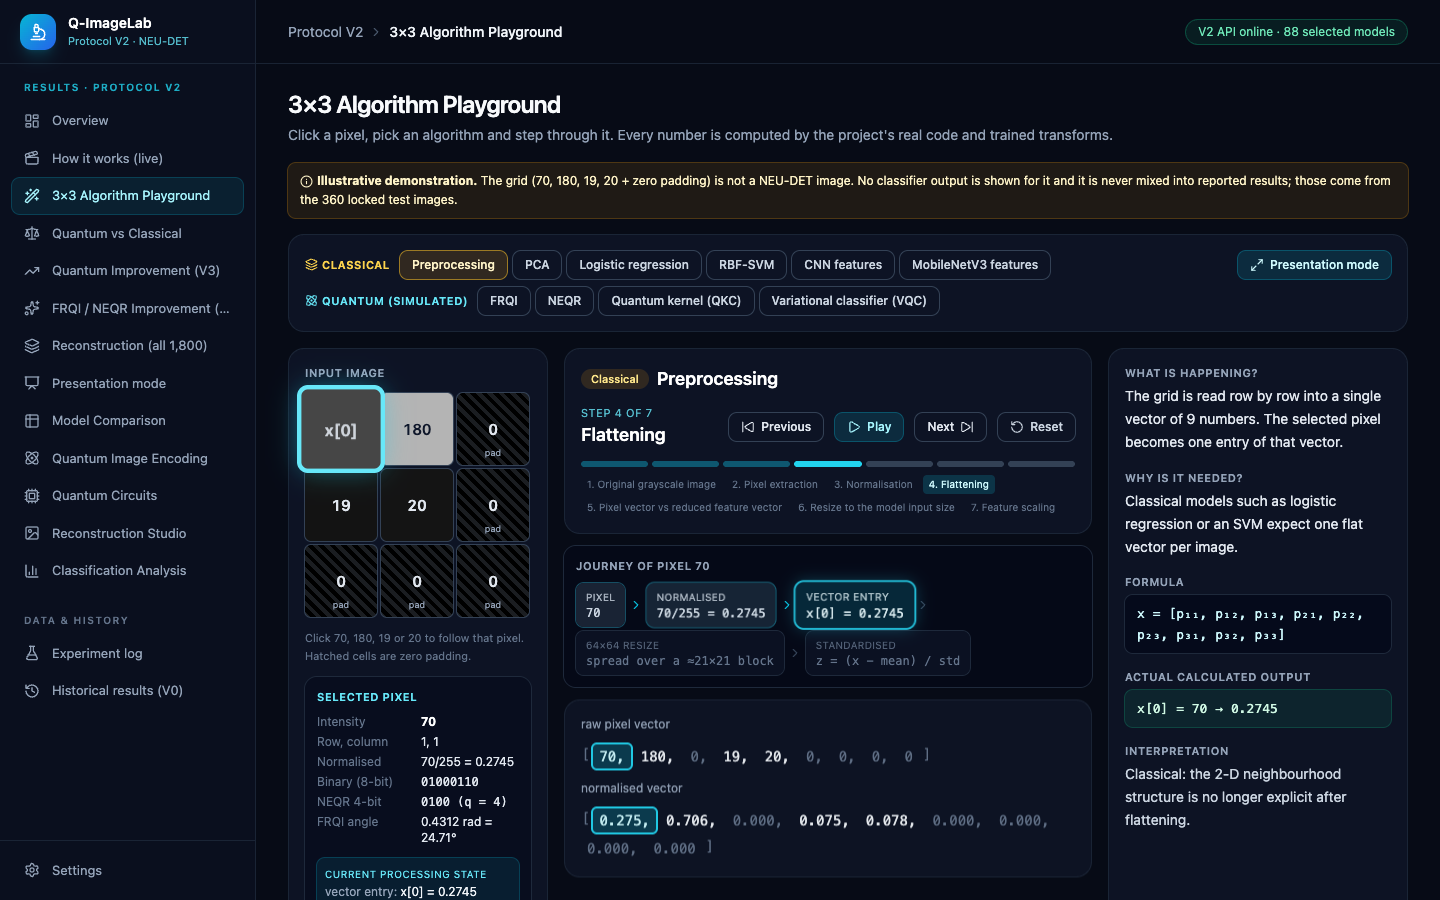 Q-ImageLab
Protocol V2 · NEU-DET
RESULTS · PROTOCOL V2
Overview
How it works (live)
3×3 Algorithm Playground
Quantum vs Classical
Quantum Improvement (V3)
FRQI / NEQR Improvement (...
Reconstruction (all 1,800)
Presentation mode
Model Comparison
Quantum Image Encoding
Quantum Circuits
Reconstruction Studio
Classification Analysis
DATA & HISTORY
Experiment log
Historical results (V0)
Settings
Protocol V2 > 3×3 Algorithm Playground
V2 API online · 88 selected models
3×3 Algorithm Playground
Click a pixel, pick an algorithm and step through it. Every number is computed by the project's real code and trained transforms.
Illustrative demonstration. The grid (70, 180, 19, 20 + zero padding) is not a NEU-DET image. No classifier output is shown for it and it is never mixed into reported results; those come from
the 360 locked test images.
CLASSICAL Preprocessing PCA Logistic regression RBF-SVM CNN features MobileNetV3 features
Presentation mode
QUANTUM (SIMULATED) FRQI NEQR Quantum kernel (QKC) Variational classifier (VQC)
INPUT IMAGE
x[0] 180 0
pad
19 20 0
pad
0 0 0
pad pad pad
Click 70, 180, 19 or 20 to follow that pixel.
Hatched cells are zero padding.
SELECTED PIXEL
Intensity 70
Row, column 1, 1
Normalised 70/255 = 0.2745
Binary (8-bit) 01000110
NEQR 4-bit 0100 (q = 4)
FRQI angle 0.4312 rad =
24.71°
CURRENT PROCESSING STATE
vector entry: x[0] = 0.2745
Classical Preprocessing
STEP 4 OF 7
Flattening
Previous Play Next Reset
1. Original grayscale image 2. Pixel extraction 3. Normalisation 4. Flattening
5. Pixel vector vs reduced feature vector 6. Resize to the model input size 7. Feature scaling
JOURNEY OF PIXEL 70
PIXEL
70
NORMALISED
70/255 = 0.2745
VECTOR ENTRY
x[0] = 0.2745
64×64 RESIZE
spread over a ≈21×21 block
STANDARDISED
z = (x − mean) / std
raw pixel vector
[ 70, 180, 0, 19, 20, 0, 0, 0, 0 ]
normalised vector
[ 0.275, 0.706, 0.000, 0.075, 0.078, 0.000, 0.000,
0.000, 0.000 ]
WHAT IS HAPPENING?
The grid is read row by row into a single
vector of 9 numbers. The selected pixel
becomes one entry of that vector.
WHY IS IT NEEDED?
Classical models such as logistic
regression or an SVM expect one flat
vector per image.
FORMULA
x = [p₁₁, p₁₂, p₁₃, p₂₁, p₂₂,
p₂₃, p₃₁, p₃₂, p₃₃]
ACTUAL CALCULATED OUTPUT
x[0] = 70 → 0.2745
INTERPRETATION
Classical: the 2-D neighbourhood
structure is no longer explicit after
flattening.